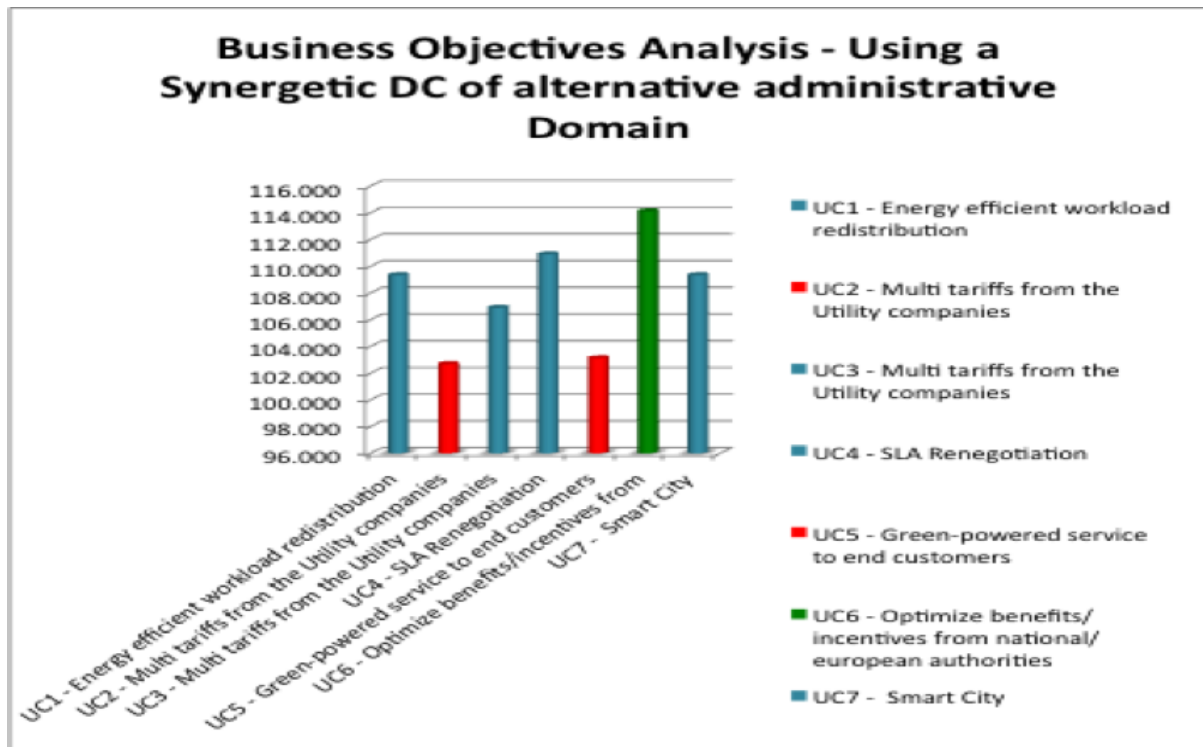 Business Objectives Analysis - Using a
Synergetic DC of alternative administrative
Domain
116.000
114.000
112.000
110.000
108.000
106.000
104.000
102.000
100.000
98.000
96.000
UC1 - Energy efficient workload redistribution
UC2 - Multi tariffs from the Utility companies
UC3 - Multi tariffs from the Utility companies
UC4 - SLA Renegotiation
UC5 - Green-powered service to end customers
UC6 - Optimize benefits/incentives from
UC7 - Smart City
UC1 - Energy efficient workload
redistribution
UC2 - Multi tariffs from the
Utility companies
UC3 - Multi tariffs from the
Utility companies
UC4 - SLA Renegotiation
UC5 - Green-powered service
to end customers
UC6 - Optimize benefits/
incentives from national/
european authorities
UC7 - Smart City